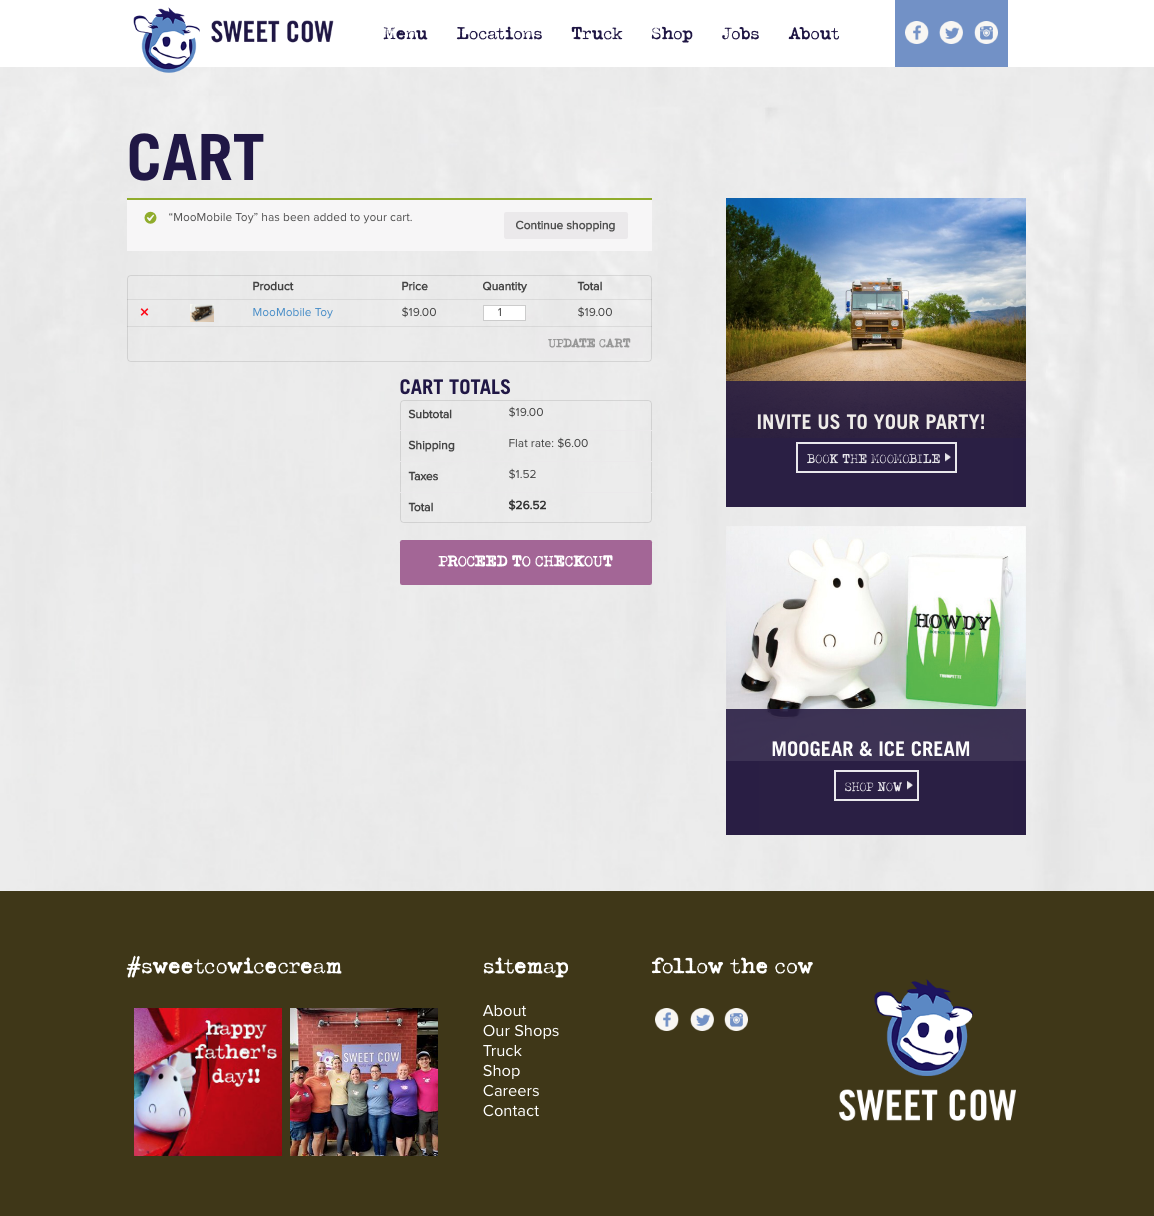 SWEET COW
Menu Locations Truck Shop Jobs About
CART
“MooMobile Toy” has been added to your cart.
Continue shopping
Product Price Quantity Total
× MooMobile Toy $19.00 1 $19.00
UPDATE CART
CART TOTALS
Subtotal $19.00
Shipping Flat rate: $6.00
Taxes $1.52
Total $26.52
PROCEED TO CHECKOUT
INVITE US TO YOUR PARTY!
BOOK THE MOOMOBILE
HOWDY
MOOGEAR & ICE CREAM
SHOP NOW
#sweetcowicecream
happy
father's
day!!
SWEET COW
sitemap
About
Our Shops
Truck
Shop
Careers
Contact
follow the cow
SWEET COW